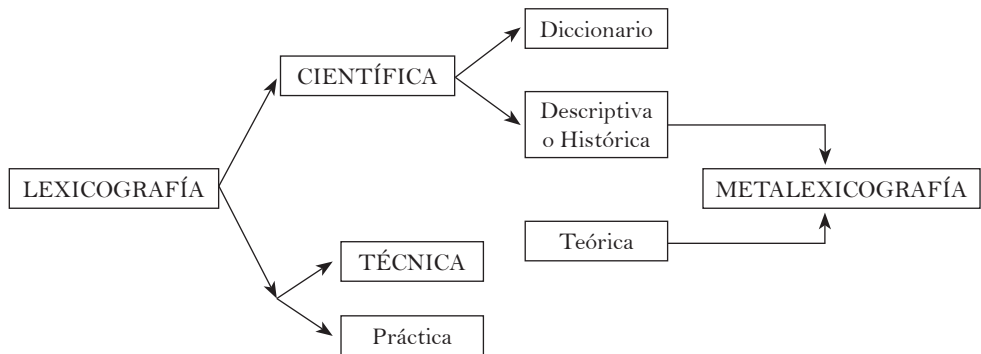 Diccionario
CIENTÍFICA
Descriptiva
o Histórica
LEXICOGRAFÍA
METALEXICOGRAFÍA
Teórica
TÉCNICA
Práctica